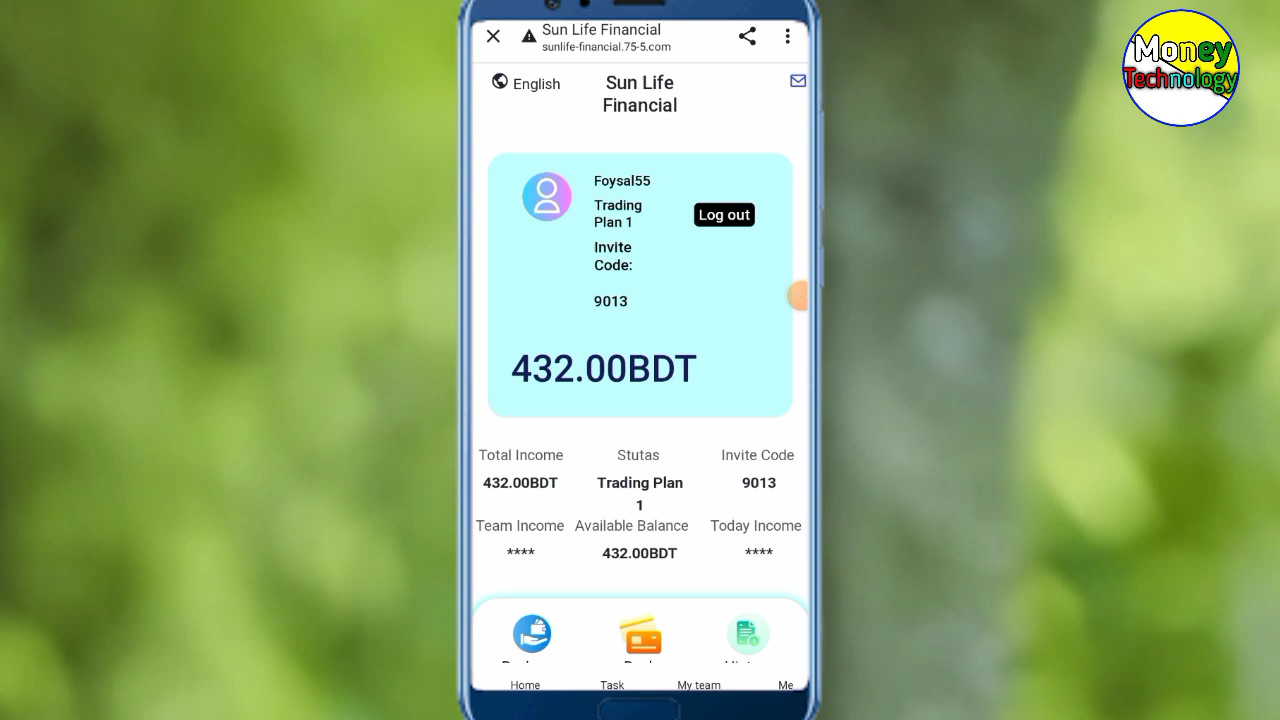 Sun Life Financial
sunlife-financial.75-5.com
Money
Technology
English
Sun Life
Financial
Foysal55
Trading
Plan 1
Log out
Invite
Code:
9013
432.00BDT
Total Income
Stutas
Invite Code
432.00BDT
Trading Plan
1
9013
Team Income
Available Balance
Today Income
****
432.00BDT
****
Home
Task
My team
Me